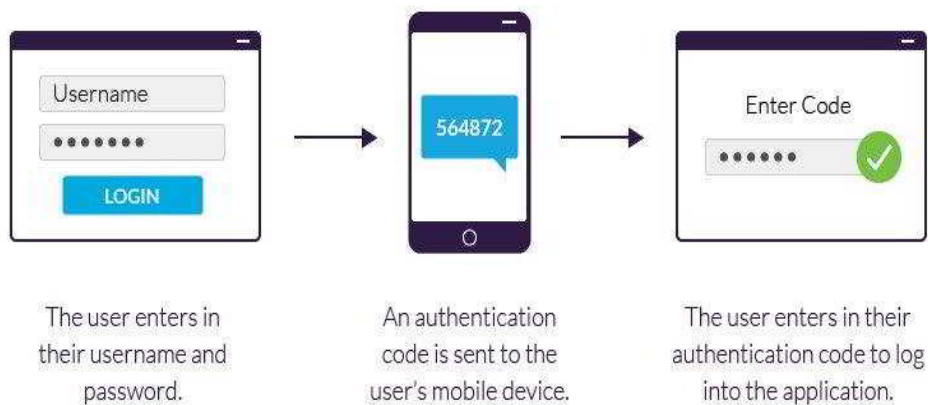 Username
LOGIN
564872
Enter Code
The user enters in
their username and
password.
An authentication
code is sent to the
user's mobile device.
The user enters in their
authentication code to log
into the application.